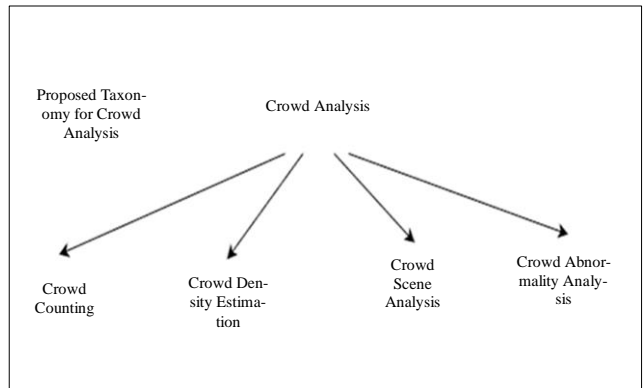 Proposed Taxon-
omy for Crowd
Analysis
Crowd Analysis
Crowd
Counting
Crowd Den-
sity Estima-
tion
Crowd
Scene
Analysis
Crowd Abnor-
mality Analy-
sis